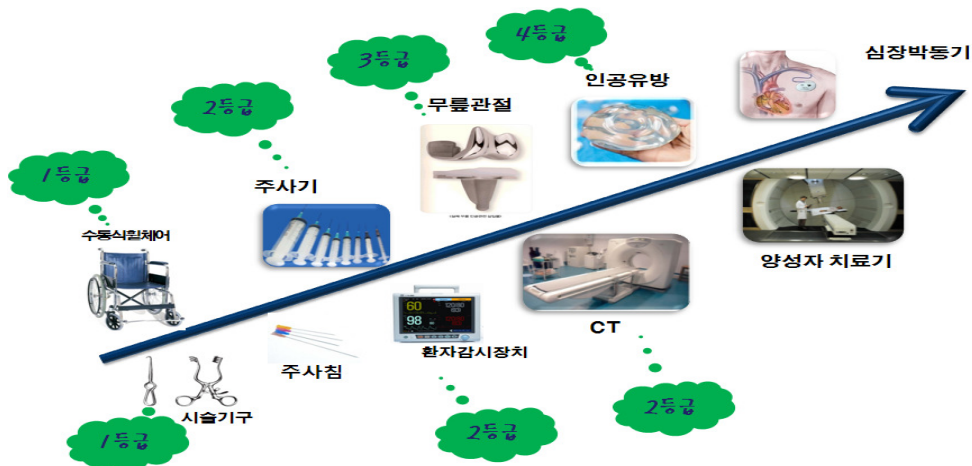 4등급
3등급
심장박동기
인공유방
2등급
무릎관절
1등급
주사기
수동식휠체어
양성자 치료기
60
98
CT
환자감시장치
주사침
2등급
시술기구
2등급
1등급